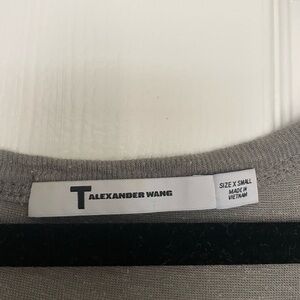 T ALEXANDER WANG
SIZE X SMALL
MADE IN
VIETNAM